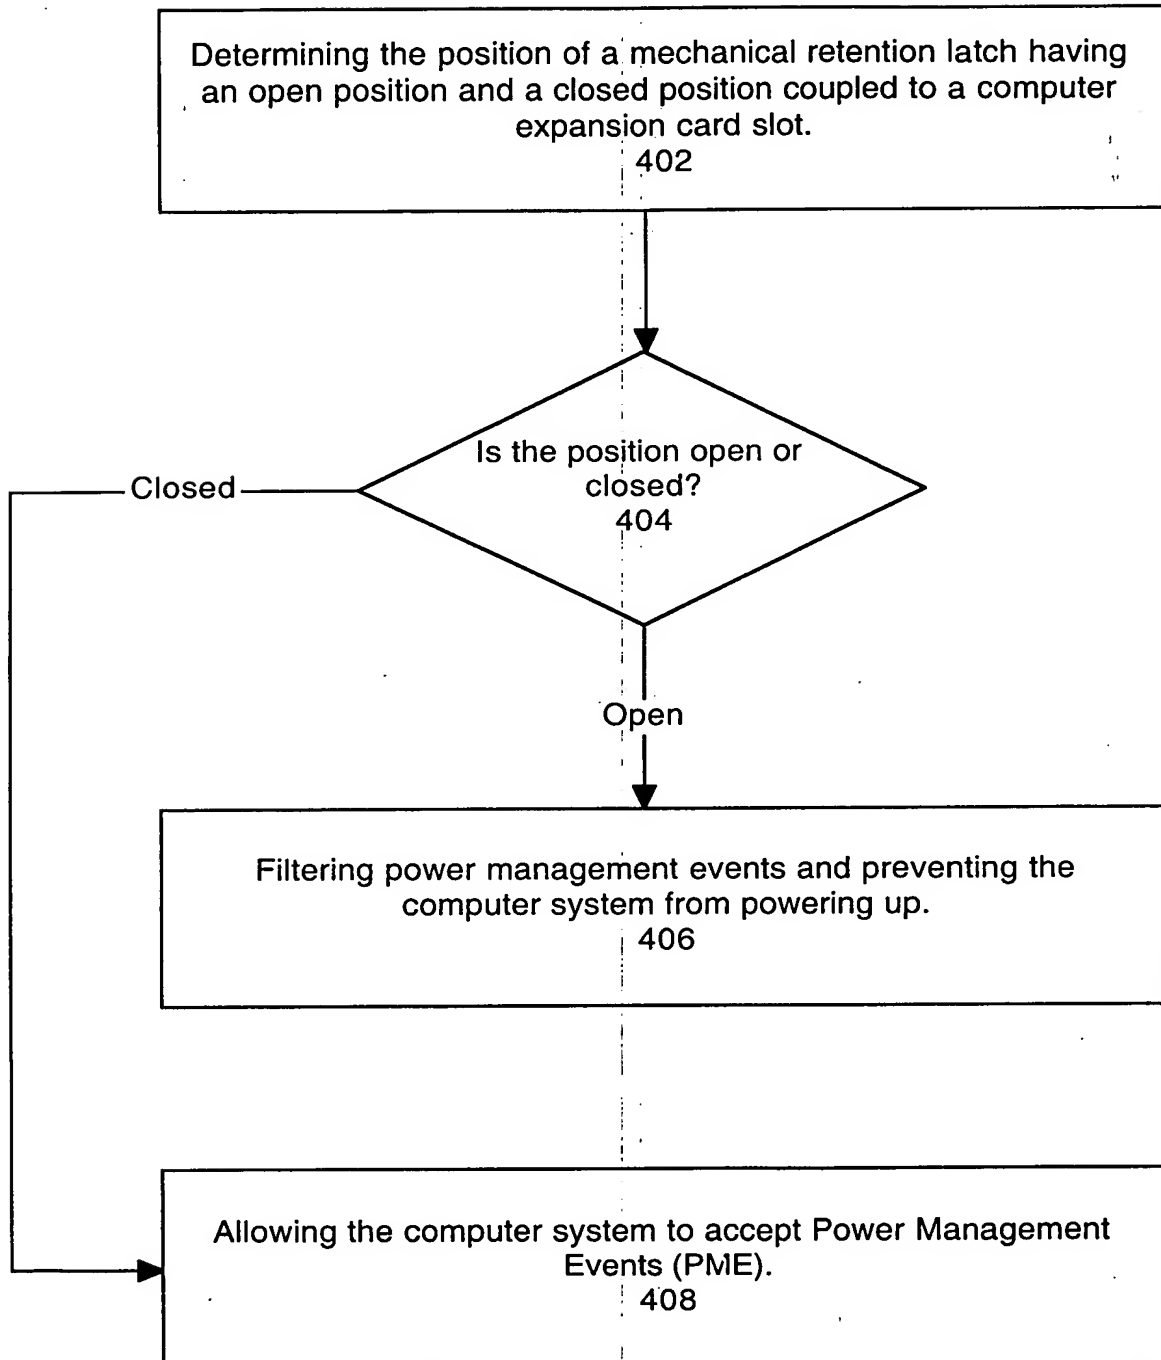 Determining the position of a mechanical retention latch having
an open position and a closed position coupled to a computer
expansion card slot.
402
Is the position open or
closed?
404
Closed
Open
Filtering power management events and preventing the
computer system from powering up.
406
Allowing the computer system to accept Power Management
Events (PME).
408